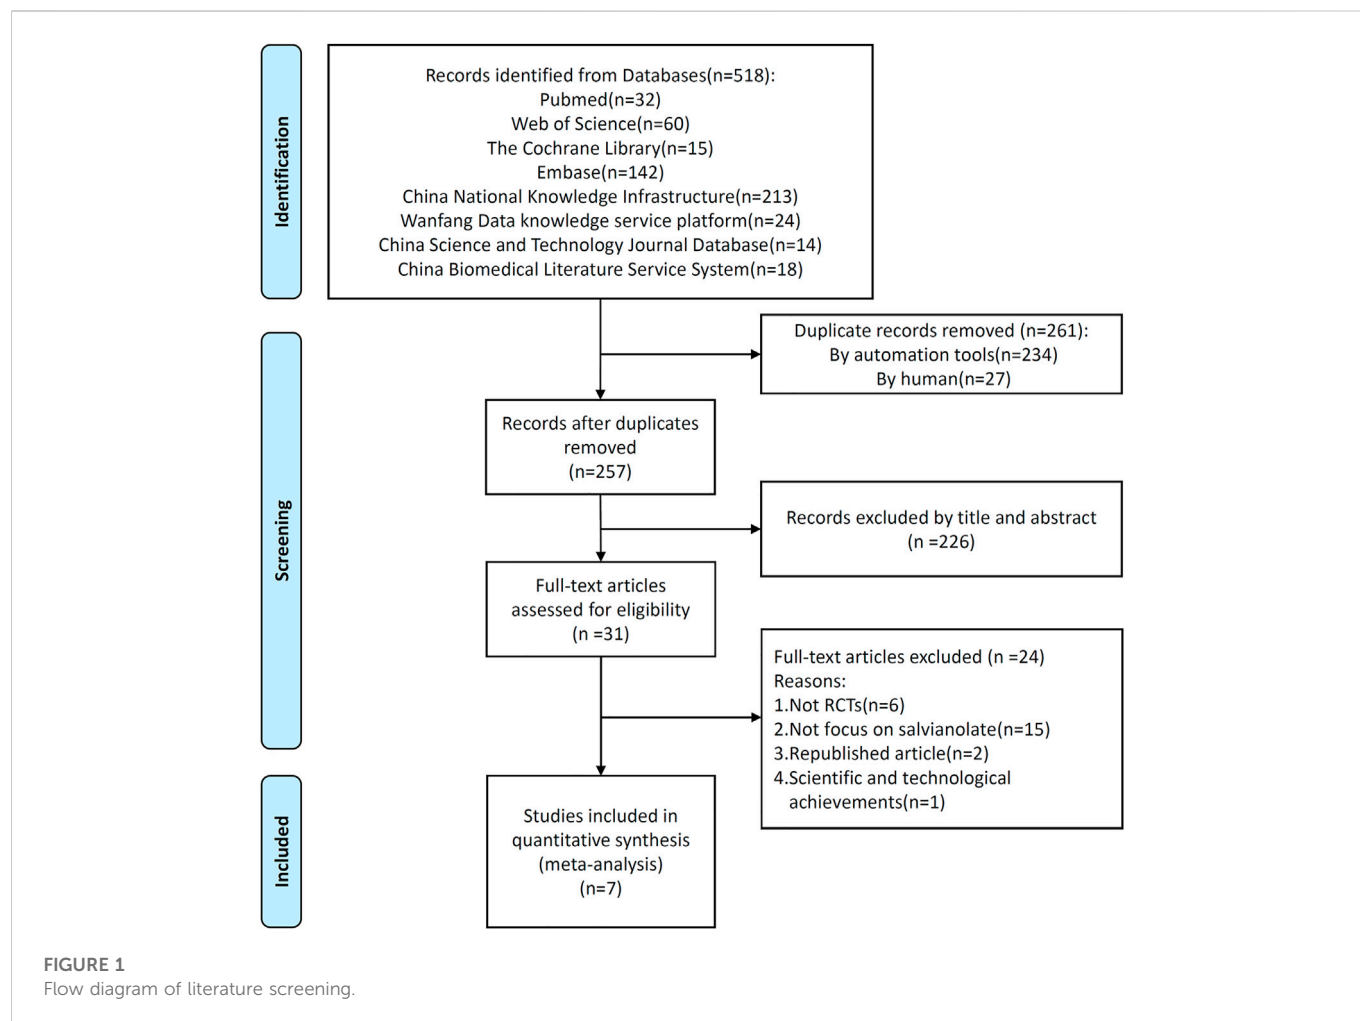 Identification
Records identified from Databases(n=518):
Pubmed(n=32)
Web of Science(n=60)
The Cochrane Library(n=15)
Embase(n=142)
China National Knowledge Infrastructure(n=213)
Wanfang Data knowledge service platform(n=24)
China Science and Technology Journal Database(n=14)
China Biomedical Literature Service System(n=18)
Screening
Duplicate records removed (n=261):
By automation tools(n=234)
By human(n=27)
Records after duplicates
removed
(n=257)
Records excluded by title and abstract
(n =226)
Full-text articles
assessed for eligibility
(n =31)
Full-text articles excluded (n =24)
Reasons:
1.Not RCTs(n=6)
2.Not focus on salvianolate(n=15)
3.Republished article(n=2)
4.Scientific and technological
achievements(n=1)
Included
Studies included in
quantitative synthesis
(meta-analysis)
(n=7)
FIGURE 1
Flow diagram of literature screening.